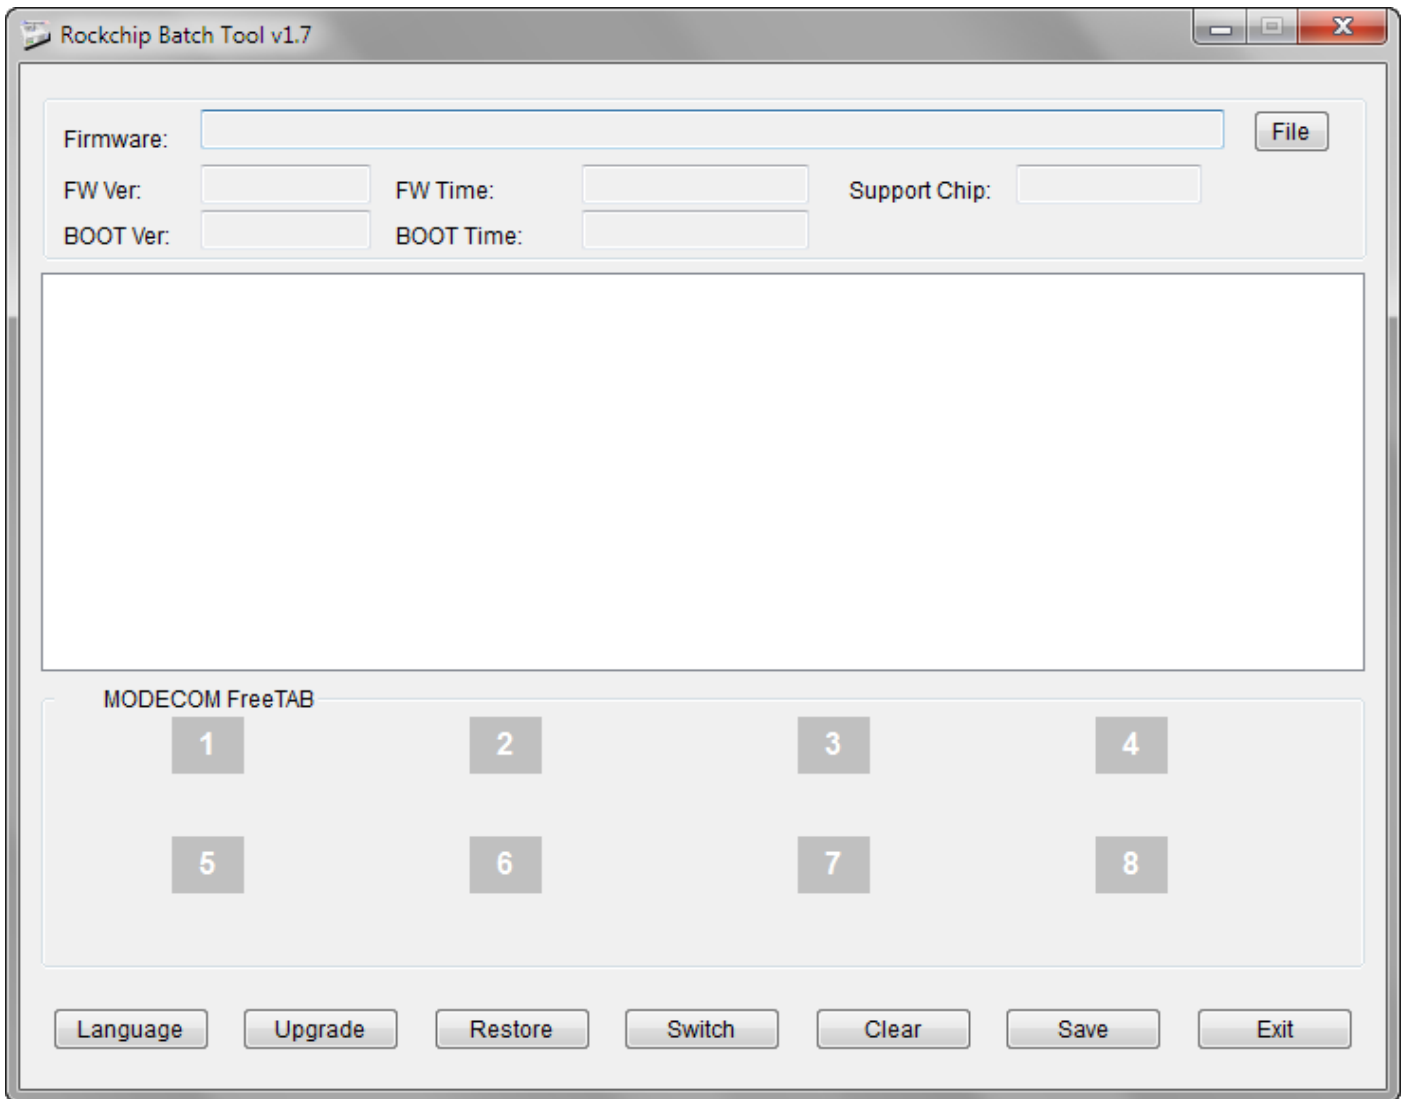 Rockchip Batch Tool v1.7
Firmware: File
FW Ver: FW Time: Support Chip:
BOOT Ver: BOOT Time:
MODECOM FreeTAB
1 2 3 4
5 6 7 8
Language Upgrade Restore Switch Clear Save Exit